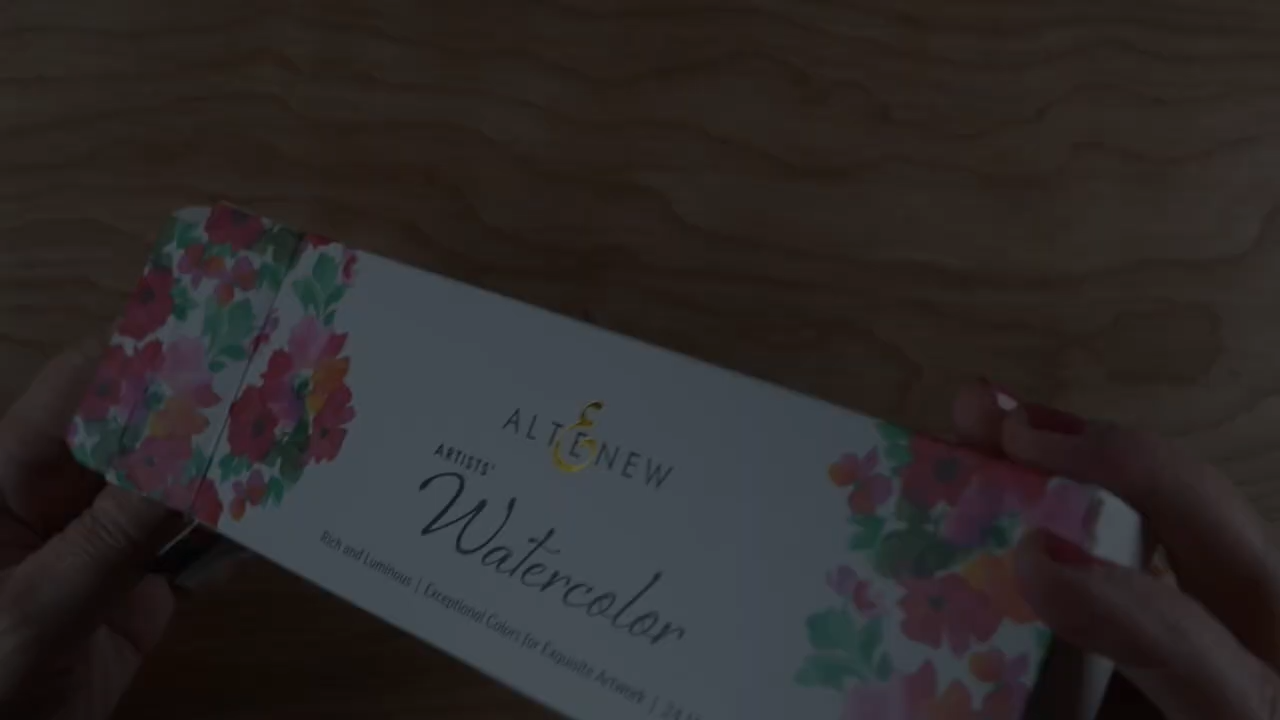 ALTENEW
ARTISTS'
Watercolor
Rich and Luminous | Exceptional Colors for Exquisite Artwork |